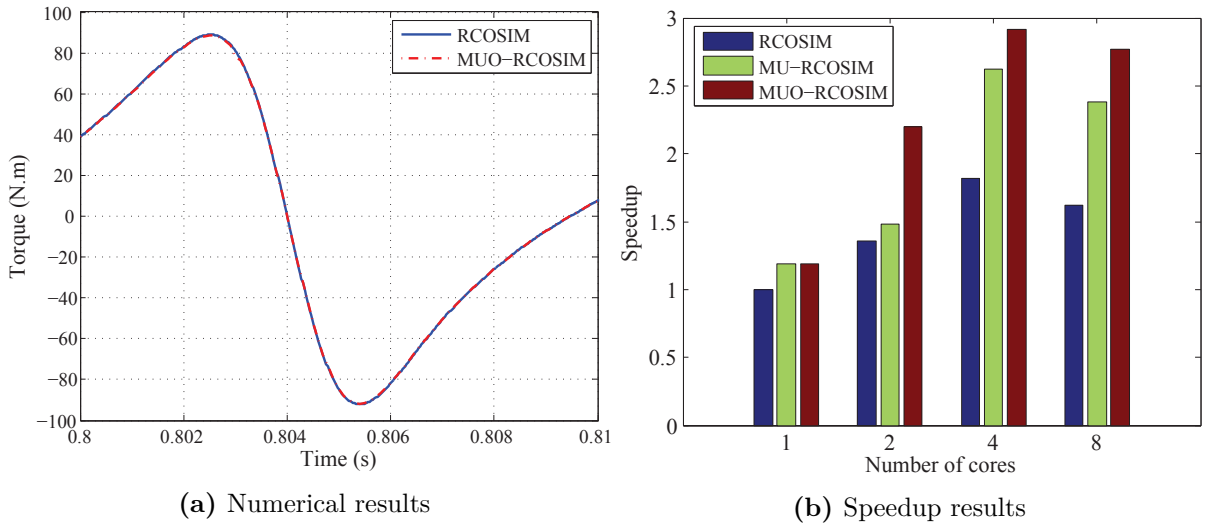 100
80
60
40
20
0
−20
−40
−60
−80
−100
Torque (N.m)
RCOSIM
MUO−RCOSIM
0.8
0.802
0.804
0.806
0.808
0.81
Time (s)
(a) Numerical results
3
2.5
2
1.5
1
0.5
0
Speedup
RCOSIM
MU−RCOSIM
MUO−RCOSIM
1
2
4
8
Number of cores
(b) Speedup results